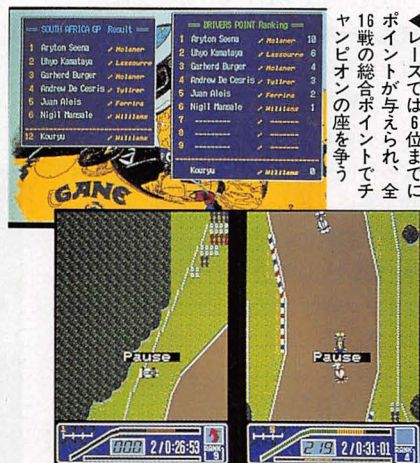 ◀レースでは6位までに
ポイントが与えられ、全
16戦の総合ポイントでチ
ャンピオンの座を争う
SOUTH AFRICA GP Result
1 Aryton Seena / Molaner
2 Uhyo Kamataya / Lassourre
3 Garherd Burger / Molaner
4 Andrew De Cesris / Tylrer
5 Juan Aleis / Ferrira
6 Nigil Mansale / Williams
12 Kouryu / Williams
DRIVERS POINT Ranking
1 Aryton Seena / Molaner 10
2 Uhyo Kamataya / Lassourre 6
3 Garherd Burger / Molaner 4
4 Andrew De Cesris / Tylrer 3
5 Juan Aleis / Ferrira 2
6 Nigil Mansale / Williams 1
7
8
9
Kouryu / Williams 0
GANE
Pause
000 2/0:26:53 RANK 9
Pause
219 2/0:31:01 RANK 4